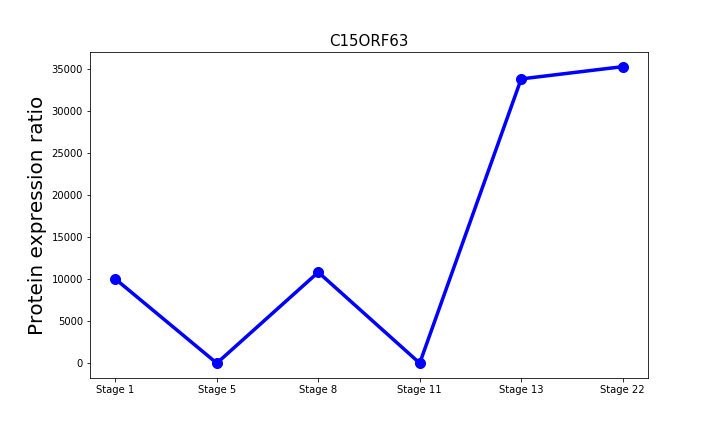 C15ORF63
Protein expression ratio
35000
30000
25000
20000
15000
10000
5000
0
Stage 1
Stage 5
Stage 8
Stage 11
Stage 13
Stage 22